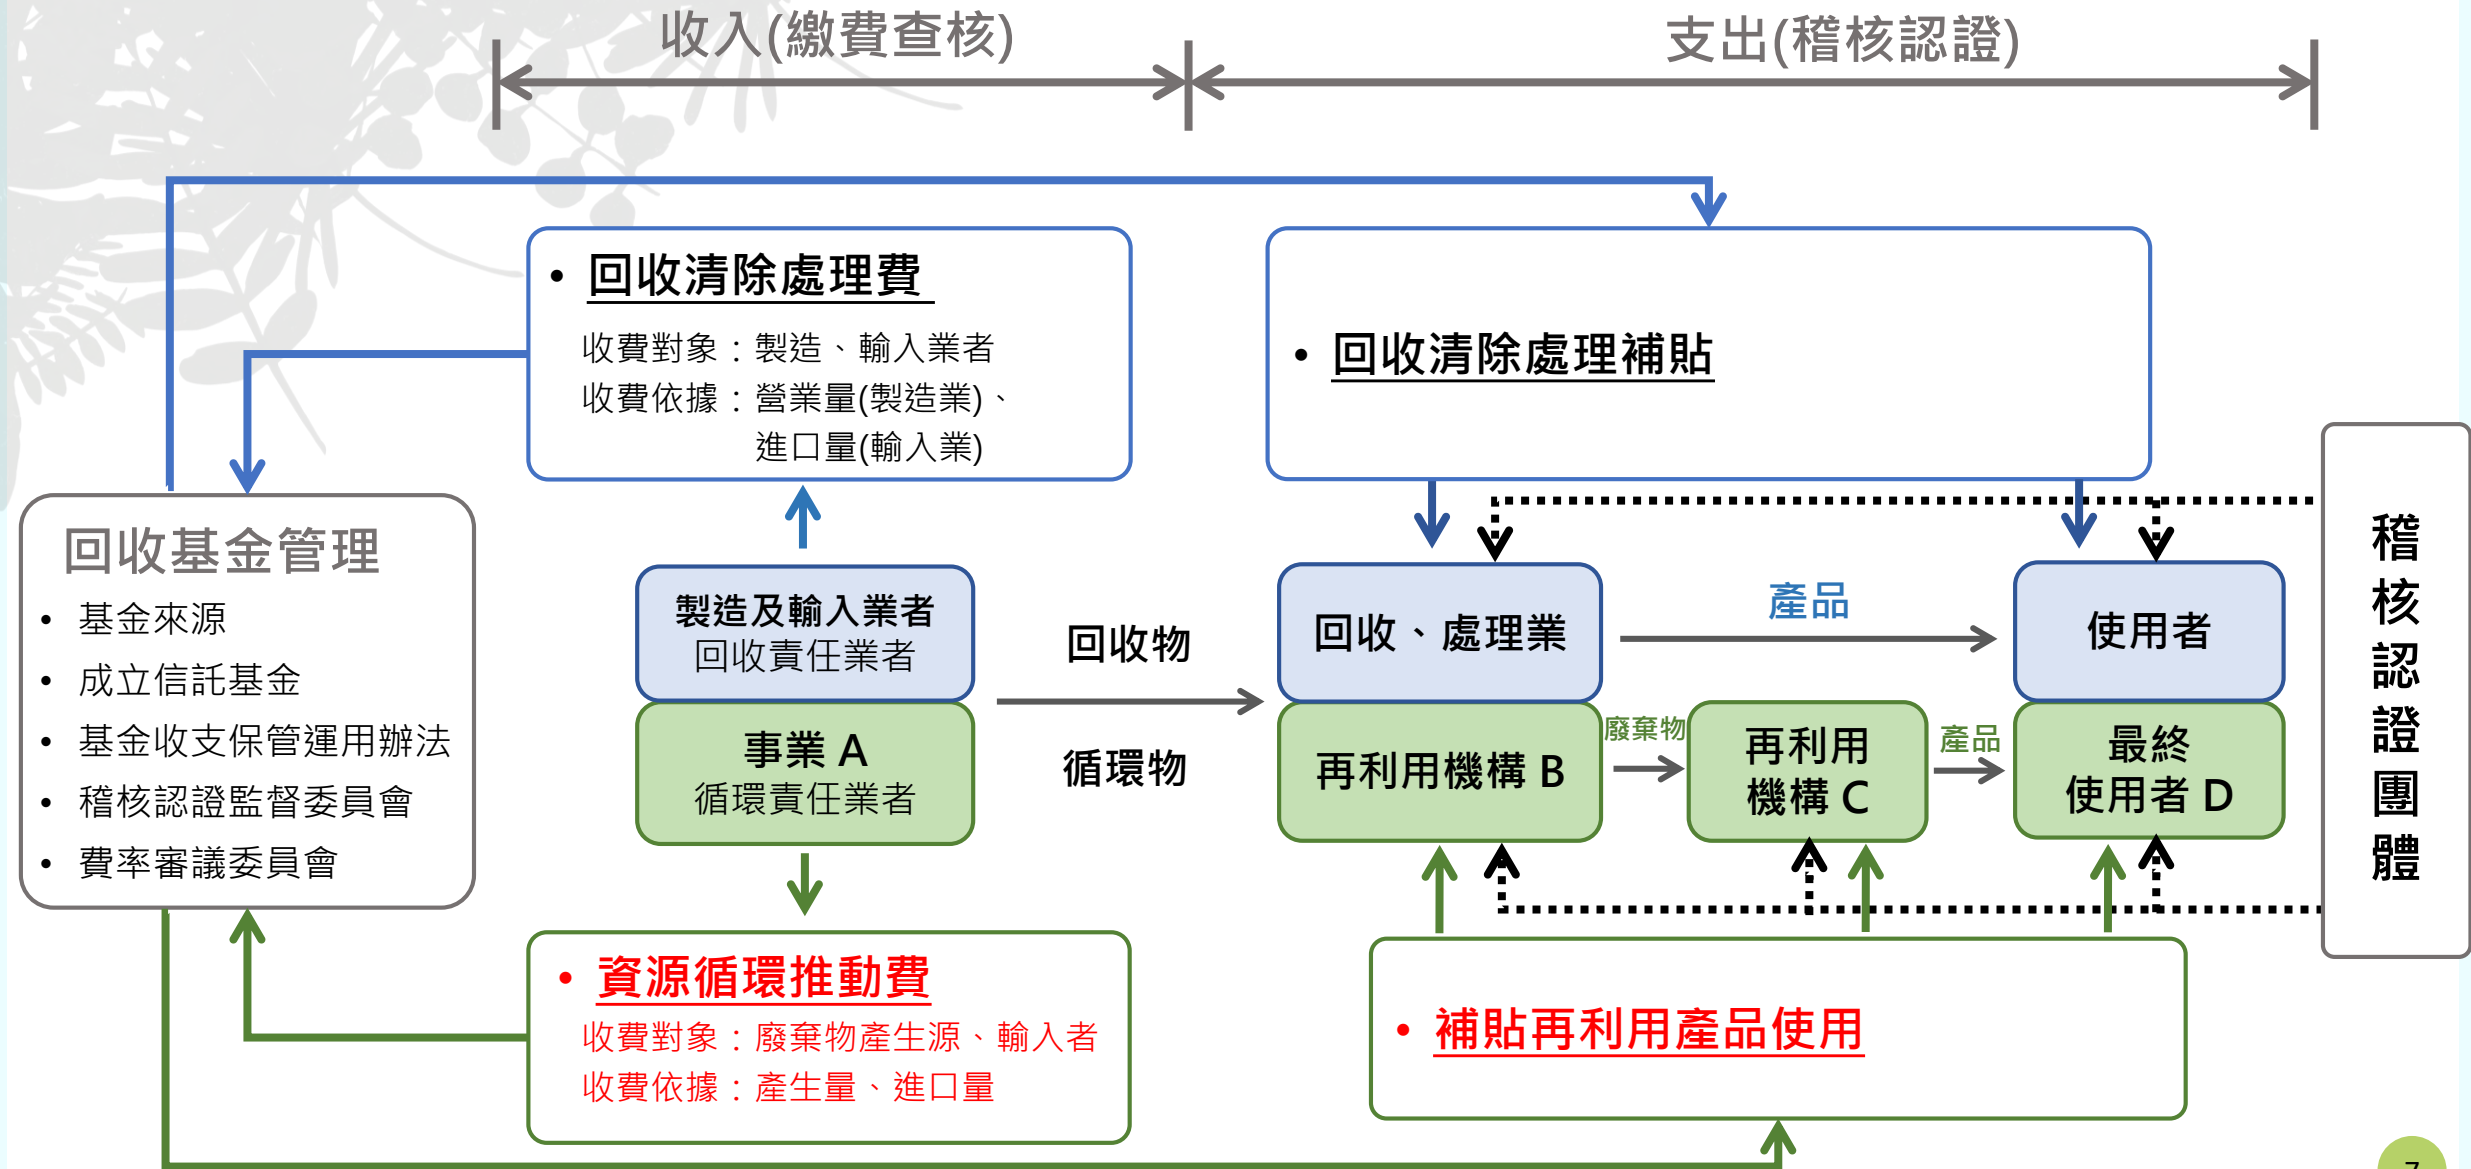 收入(繳費查核)
支出(稽核認證)
• 回收清除處理費
收費對象：製造、輸入業者
收費依據：營業量(製造業)、
進口量(輸入業)
• 回收清除處理補貼
回收基金管理
• 基金來源
• 成立信託基金
• 基金收支保管運用辦法
• 稽核認證監督委員會
• 費率審議委員會
製造及輸入業者
回收責任業者
事業 A
循環責任業者
回收物
循環物
回收、處理業
再利用機構 B
產品
廢棄物
再利用
機構 C
產品
使用者
最終
使用者 D
稽核認證團體
• 資源循環推動費
收費對象：廢棄物產生源、輸入者
收費依據：產生量、進口量
• 補貼再利用產品使用
7